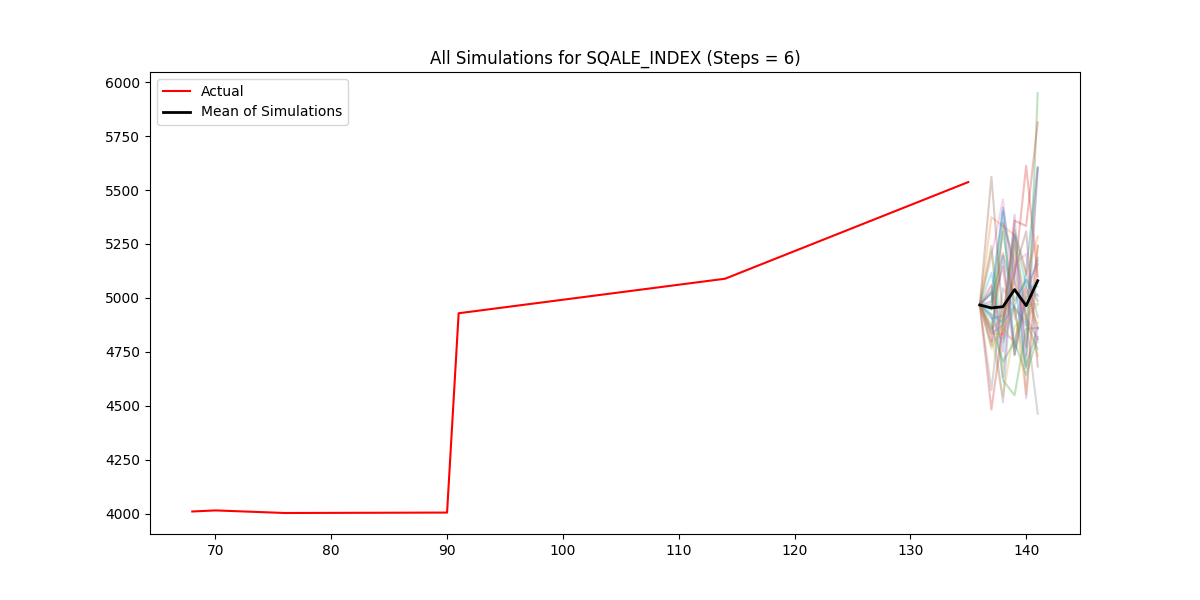 All Simulations for SQALE_INDEX (Steps = 6)
Actual
Mean of Simulations
6000
5750
5500
5250
5000
4750
4500
4250
4000
70 80 90 100 110 120 130 140